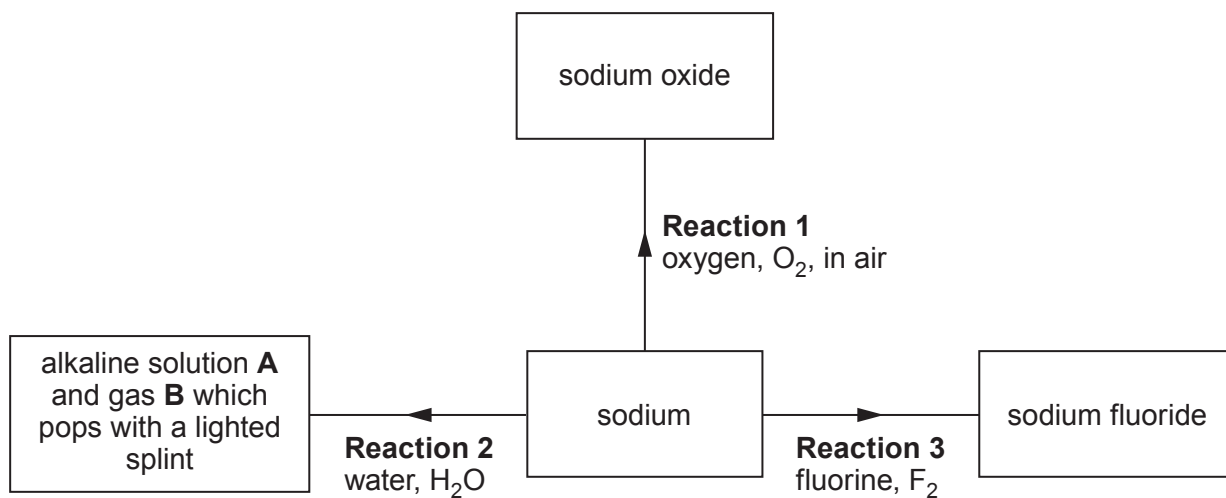 sodium oxide
Reaction 1
oxygen, O₂, in air
alkaline solution A
and gas B which
pops with a lighted
splint
Reaction 2
water, H₂O
sodium
Reaction 3
fluorine, F₂
sodium fluoride